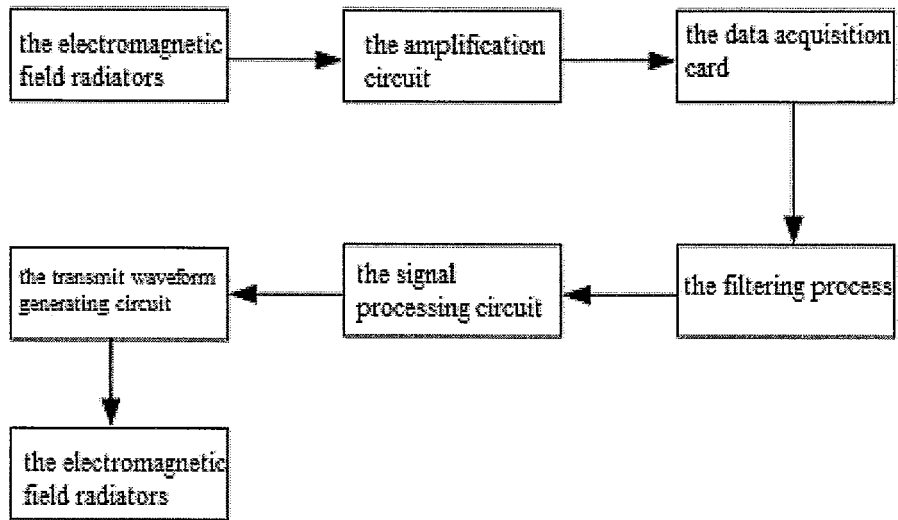 the electromagnetic
field radiators
the amplification
circuit
the data acquisition
card
the filtering process
the signal
processing circuit
the transmit waveform
generating circuit
the electromagnetic
field radiators